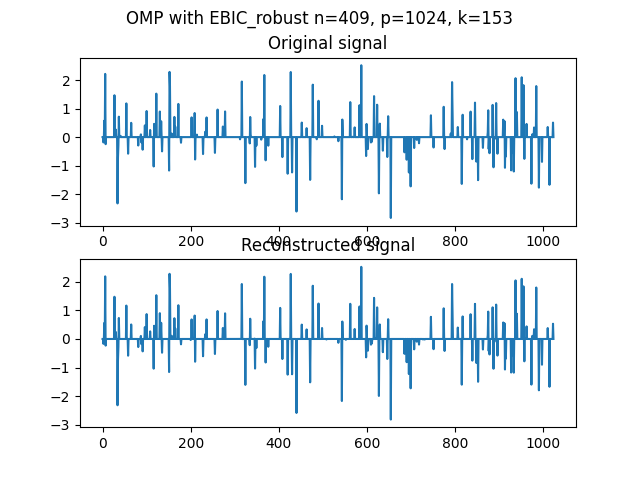 OMP with EBIC_robust n=409, p=1024, k=153
Original signal
2
1
0
−1
−2
−3
0 200 400 600 800 1000
Reconstructed signal
2
1
0
−1
−2
−3
0 200 400 600 800 1000